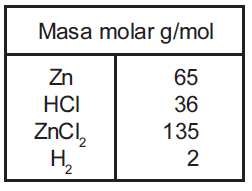 Masa molar g/mol
Zn 65
HCl 36
ZnCl₂ 135
H₂ 2